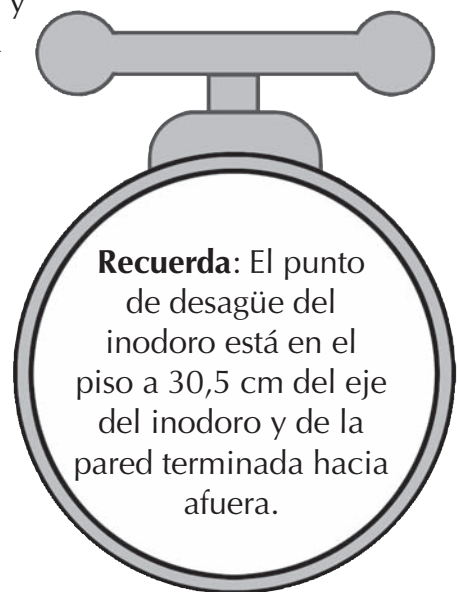 y
Recuerda: El punto
de desagüe del
inodoro está en el
piso a 30,5 cm del eje
del inodoro y de la
pared terminada hacia
afuera.